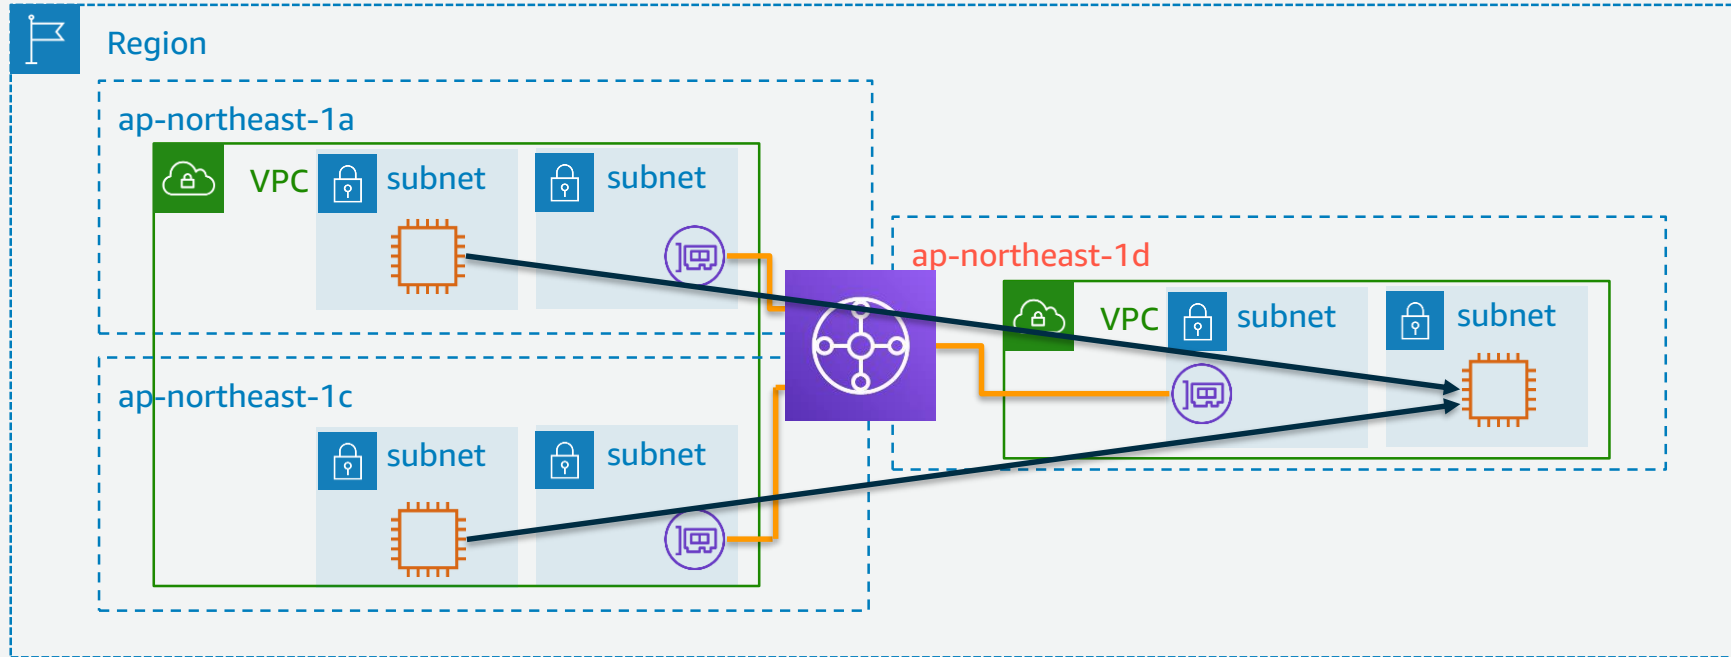 Region
ap-northeast-1a
VPC
subnet
subnet
ap-northeast-1c
subnet
subnet
ap-northeast-1d
VPC
subnet
subnet